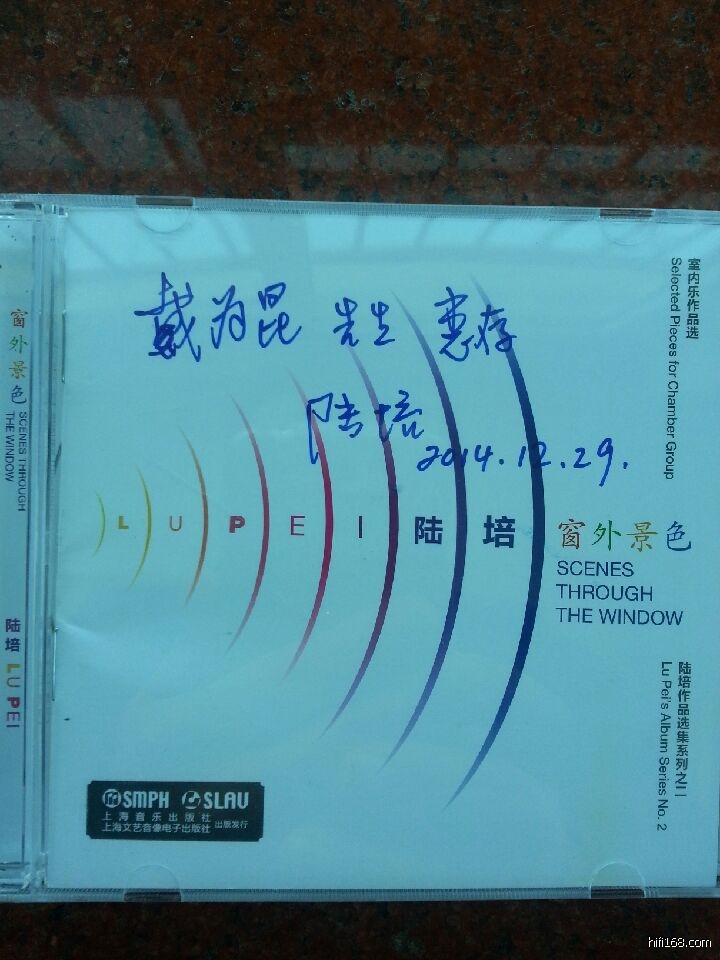 戴为昆 先生 惠存
陆培
2014.12.29.
室内乐作品选
Selected Pieces for Chamber Group
LU PEI 陆培
窗外景色
SCENES
THROUGH
THE WINDOW
陆培作品选集系列之二
Lu Pei's Album Series No. 2
SMPH SLAV
上海音乐出版社
上海文艺音像电子出版社 出版发行
窗外景色
SCENES THROUGH
THE WINDOW
陆培 LU PEI
hifi168.com